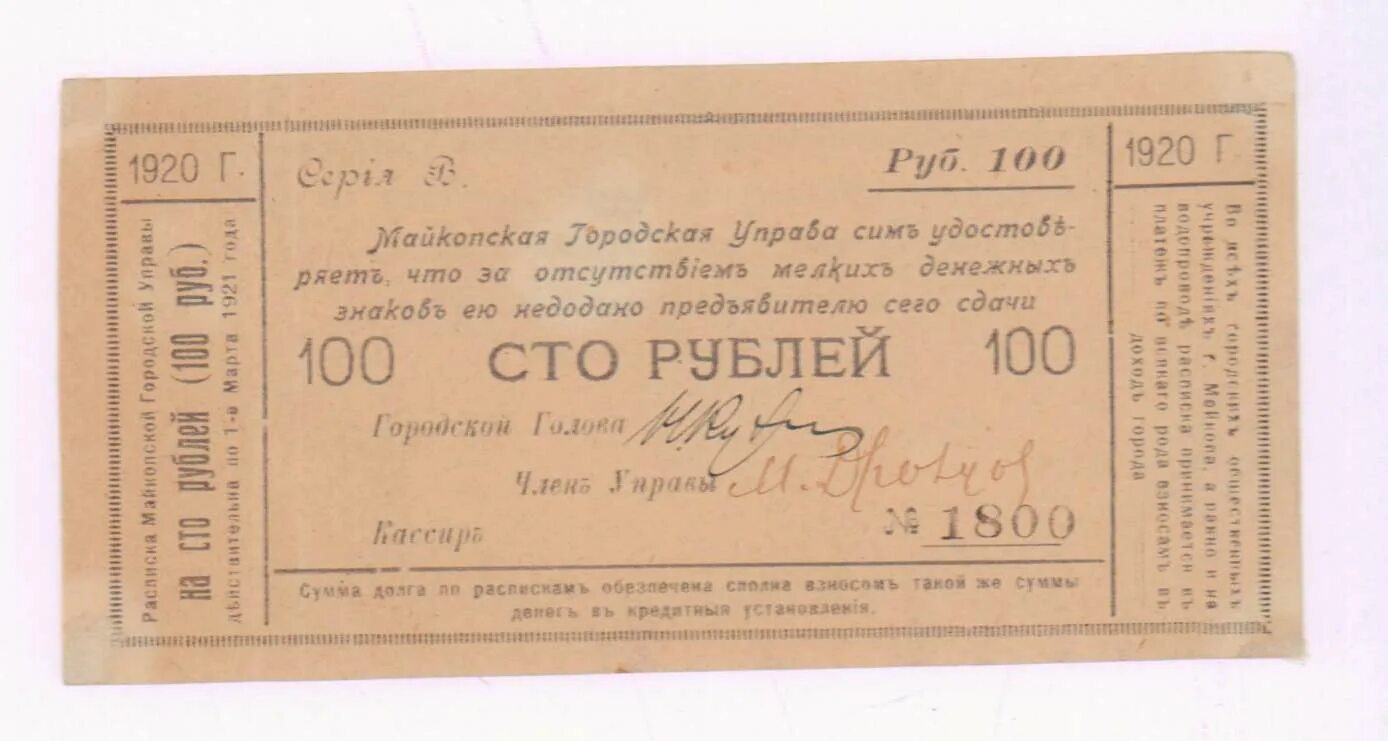 1920 Г.
Расписка Майкопской Городской Управы
на сто рублей (100 руб.)
дѣйствительна по 1-е Марта 1921 года
Серія В.
Руб. 100
Майкопская Городская Управа симъ удостовѣ-
ряетъ, что за отсутствіемъ мелкихъ денежныхъ
знаковъ ею недодано предъявителю сего сдачи
100 СТО РУБЛЕЙ 100
Городской Голова
Членъ Управы
Кассиръ
№ 1800
Сумма долга по распискамъ обезпечена сполна взносомъ такой же суммы
денегъ въ кредитныя установленія.
1920 Г.
Во всѣхъ городскихъ общественныхъ
учрежденіяхъ г. Майкопа, а равно и на
водопроводѣ расписка принимается въ
платежъ по всякаго рода взносамъ въ
доходъ города